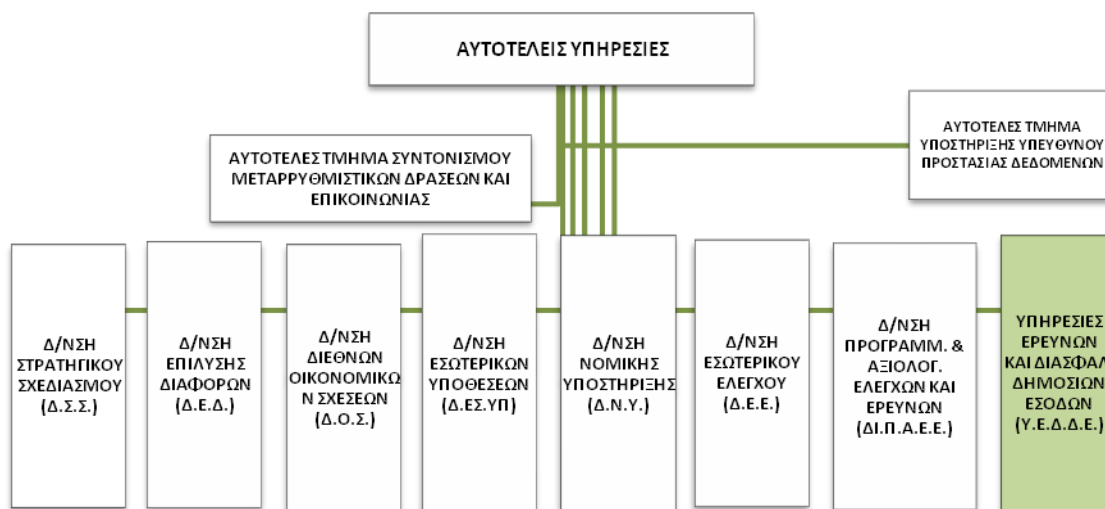 ΑΥΤΟΤΕΛΕΙΣ ΥΠΗΡΕΣΙΕΣ
ΑΥΤΟΤΕΛΕΣ ΤΜΗΜΑ
ΥΠΟΣΤΗΡΙΞΗΣ ΥΠΕΥΘΥΝΟΥ
ΠΡΟΣΤΑΣΙΑΣ ΔΕΔΟΜΕΝΩΝ
ΑΥΤΟΤΕΛΕΣ ΤΜΗΜΑ ΣΥΝΤΟΝΙΣΜΟΥ
ΜΕΤΑΡΡΥΘΜΙΣΤΙΚΩΝ ΔΡΑΣΕΩΝ ΚΑΙ
ΕΠΙΚΟΙΝΩΝΙΑΣ
Δ/ΝΣΗ
ΣΤΡΑΤΗΓΙΚΟΥ
ΣΧΕΔΙΑΣΜΟΥ
(Δ.Σ.Σ.)
Δ/ΝΣΗ
ΕΠΙΛΥΣΗΣ
ΔΙΑΦΟΡΩΝ
(Δ.Ε.Δ.)
Δ/ΝΣΗ
ΔΙΕΘΝΩΝ
ΟΙΚΟΝΟΜΙΚΩ
Ν ΣΧΕΣΕΩΝ
(Δ.Ο.Σ.)
Δ/ΝΣΗ
ΕΣΩΤΕΡΙΚΩΝ
ΥΠΟΘΕΣΕΩΝ
(Δ.ΕΣ.ΥΠ)
Δ/ΝΣΗ
ΝΟΜΙΚΗΣ
ΥΠΟΣΤΗΡΙΞΗΣ
(Δ.Ν.Υ.)
Δ/ΝΣΗ
ΕΣΩΤΕΡΙΚΟΥ
ΕΛΕΓΧΟΥ
(Δ.Ε.Ε.)
Δ/ΝΣΗ
ΠΡΟΓΡΑΜΜ. &
ΑΞΙΟΛΟΓ.
ΕΛΕΓΧΩΝ ΚΑΙ
ΕΡΕΥΝΩΝ
(ΔΙ.Π.Α.Ε.Ε.)
ΥΠΗΡΕΣΙΕΣ
ΕΡΕΥΝΩΝ
ΚΑΙ ΔΙΑΣΦΑΛ
ΔΗΜΟΣΙΩΝ
ΕΣΟΔΩΝ
(Υ.Ε.Δ.Δ.Ε.)